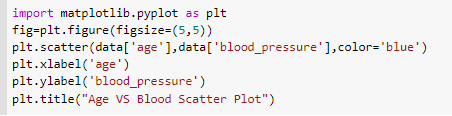 import matplotlib.pyplot as plt
fig=plt.figure(figsize=(5,5))
plt.scatter(data['age'],data['blood_pressure'],color='blue')
plt.xlabel('age')
plt.ylabel('blood_pressure')
plt.title("Age VS Blood Scatter Plot")